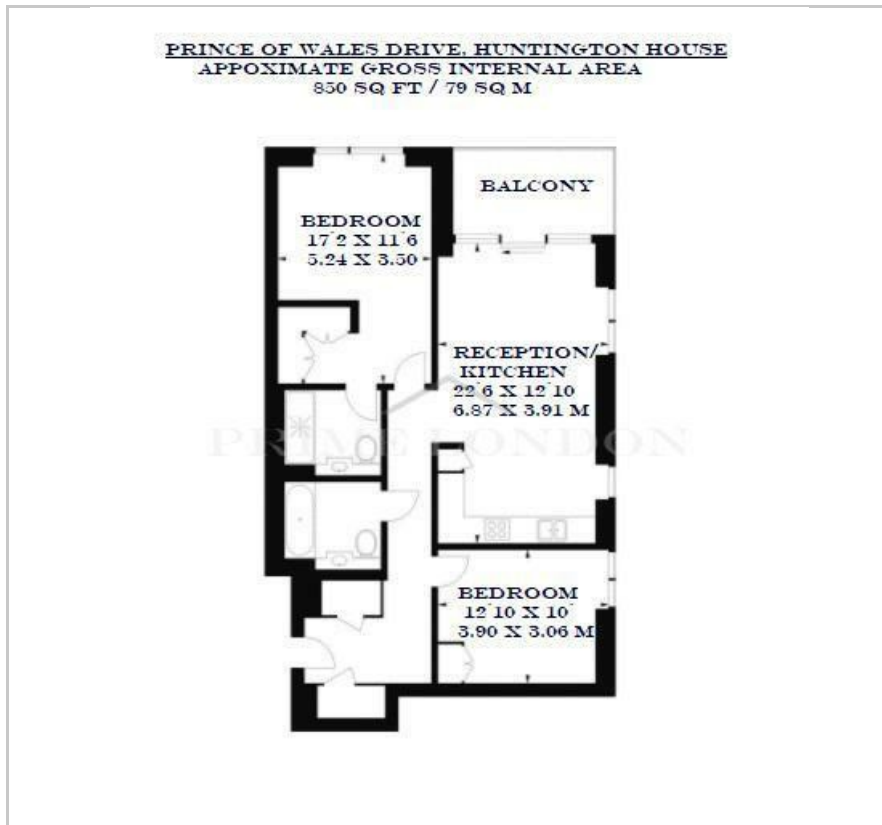 PRINCE OF WALES DRIVE, HUNTINGTON HOUSE
APPOXIMATE GROSS INTERNAL AREA
850 SQ FT / 79 SQ M
BALCONY
BEDROOM
17'2 X 11'6
5.24 X 3.50
RECEPTION/
KITCHEN
22'6 X 12'10
6.87 X 3.91 M
PRIME LONDON
BEDROOM
12'10 X 10'
3.90 X 3.06 M